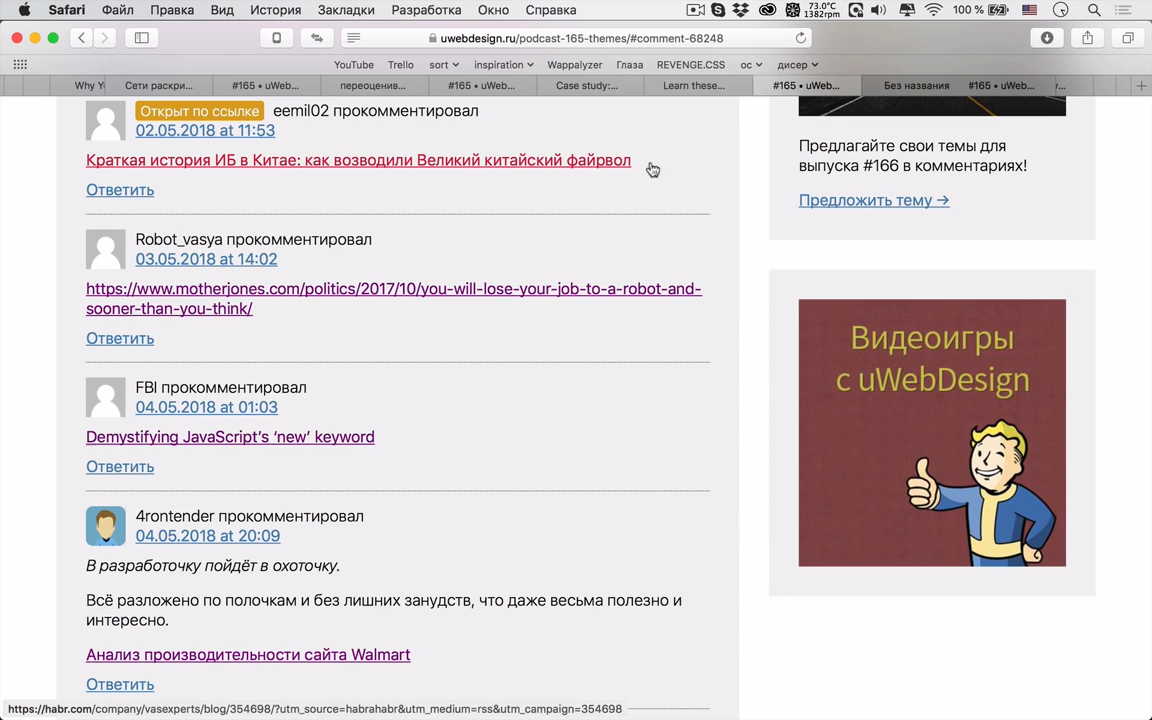 Safari Файл Правка Вид История Закладки Разработка Окно Справка 73.0°C 1382rpm 100 %
uwebdesign.ru/podcast-165-themes/#comment-68248
YouTube Trello sort inspiration Wappalyzer Глаза REVENGE.CSS ос дисер
Why Y Сети раскри... #165 • uWeb... переоценив... #165 • uWeb... Case study:... Learn these... #165 • uWeb... Без названия #165 • uWeb...
Открыт по ссылке eemil02 прокомментировал
02.05.2018 at 11:53
Краткая история ИБ в Китае: как возводили Великий китайский файрвол
Ответить
Robot_vasya прокомментировал
03.05.2018 at 14:02
https://www.motherjones.com/politics/2017/10/you-will-lose-your-job-to-a-robot-and-
sooner-than-you-think/
Ответить
FBI прокомментировал
04.05.2018 at 01:03
Demystifying JavaScript’s ‘new’ keyword
Ответить
4rontender прокомментировал
04.05.2018 at 20:09
В разработочку пойдёт в охоточку.
Всё разложено по полочкам и без лишних занудств, что даже весьма полезно и
интересно.
Анализ производительности сайта Walmart
Ответить
https://habr.com/company/vasexperts/blog/354698/?utm_source=habrahabr&utm_medium=rss&utm_campaign=354698
Предлагайте свои темы для
выпуска #166 в комментариях!
Предложить тему →
Видеоигры
с uWebDesign